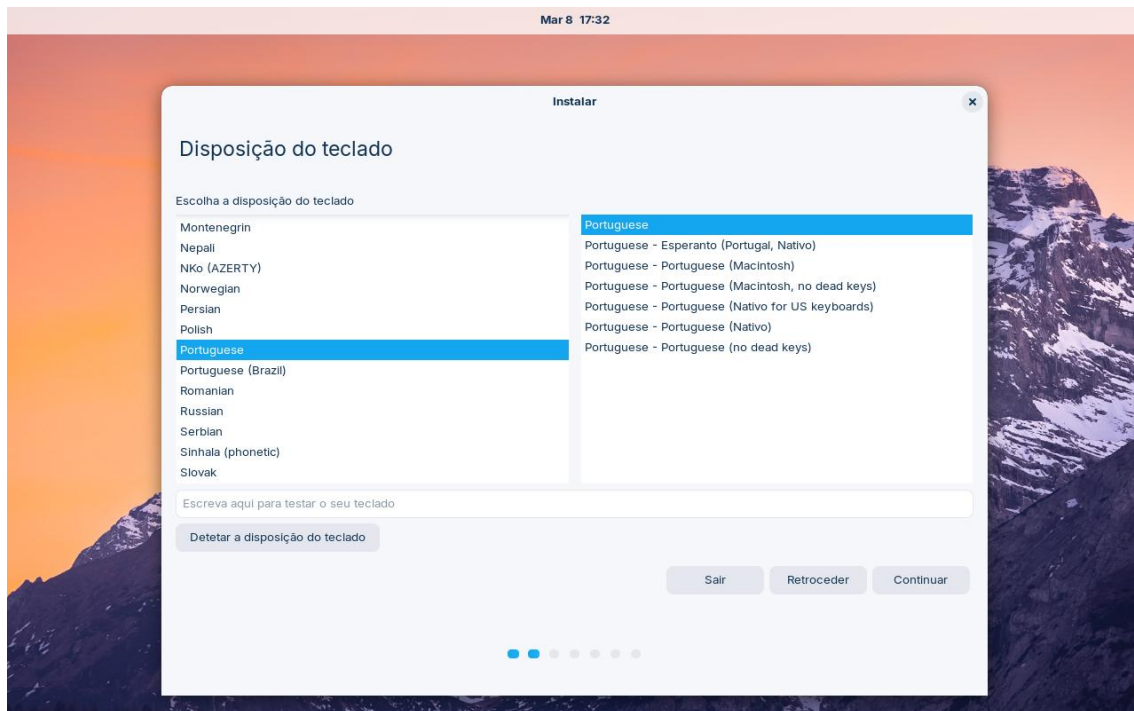 Mar 8 17:32
Instalar
Disposição do teclado
Escolha a disposição do teclado
Montenegrin
Nepali
NKo (AZERTY)
Norwegian
Persian
Polish
Portuguese
Portuguese (Brazil)
Romanian
Russian
Serbian
Sinhala (phonetic)
Slovak
Portuguese
Portuguese - Esperanto (Portugal, Nativo)
Portuguese - Portuguese (Macintosh)
Portuguese - Portuguese (Macintosh, no dead keys)
Portuguese - Portuguese (Nativo for US keyboards)
Portuguese - Portuguese (Nativo)
Portuguese - Portuguese (no dead keys)
Escreva aqui para testar o seu teclado
Detetar a disposição do teclado
Sair Retroceder Continuar